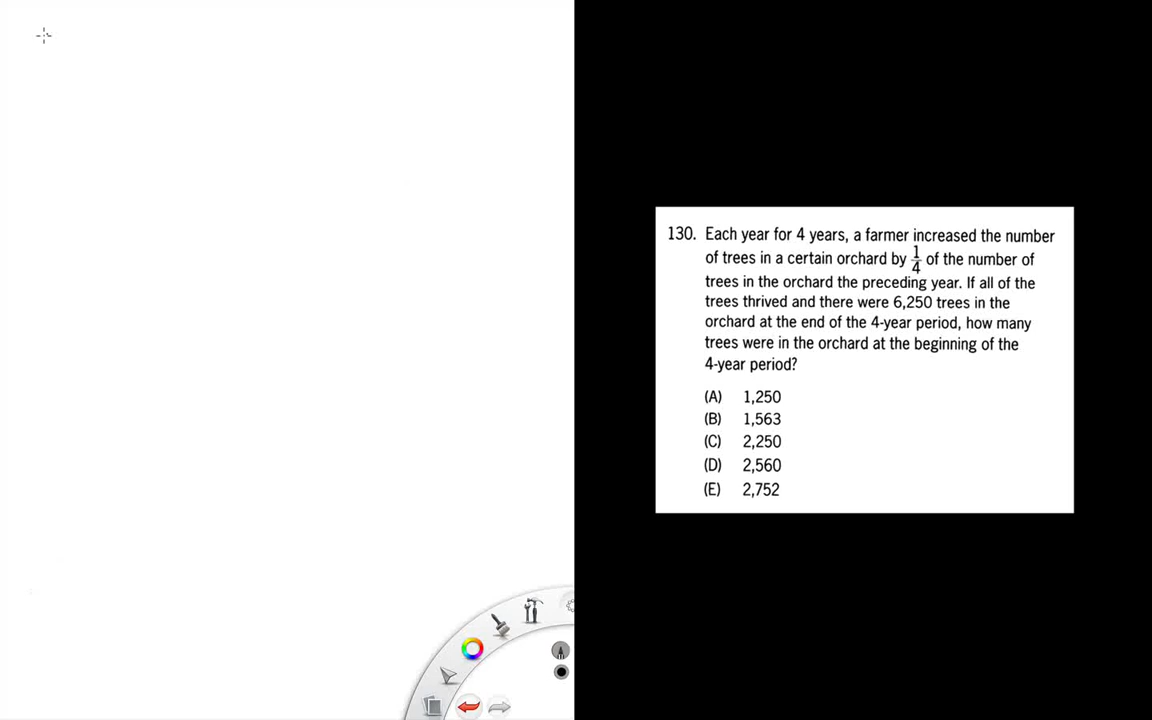 130. Each year for 4 years, a farmer increased the number
of trees in a certain orchard by 1/4 of the number of
trees in the orchard the preceding year. If all of the
trees thrived and there were 6,250 trees in the
orchard at the end of the 4-year period, how many
trees were in the orchard at the beginning of the
4-year period?
(A) 1,250
(B) 1,563
(C) 2,250
(D) 2,560
(E) 2,752